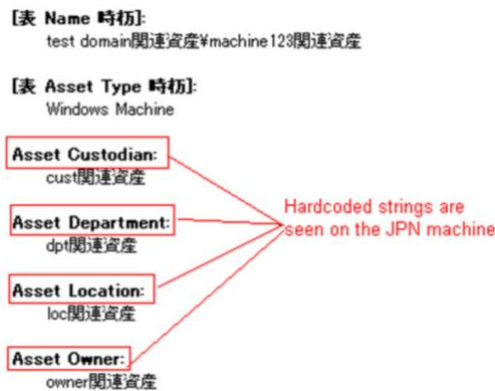 [表 Name 時枥]:
test domain関連資産¥machine123関連資産
[表 Asset Type 時枥]:
Windows Machine
Asset Custodian:
cust関連資産
Asset Department:
dpt関連資産
Hardcoded strings are
seen on the JPN machine
Asset Location:
loc関連資産
Asset Owner:
owner関連資産